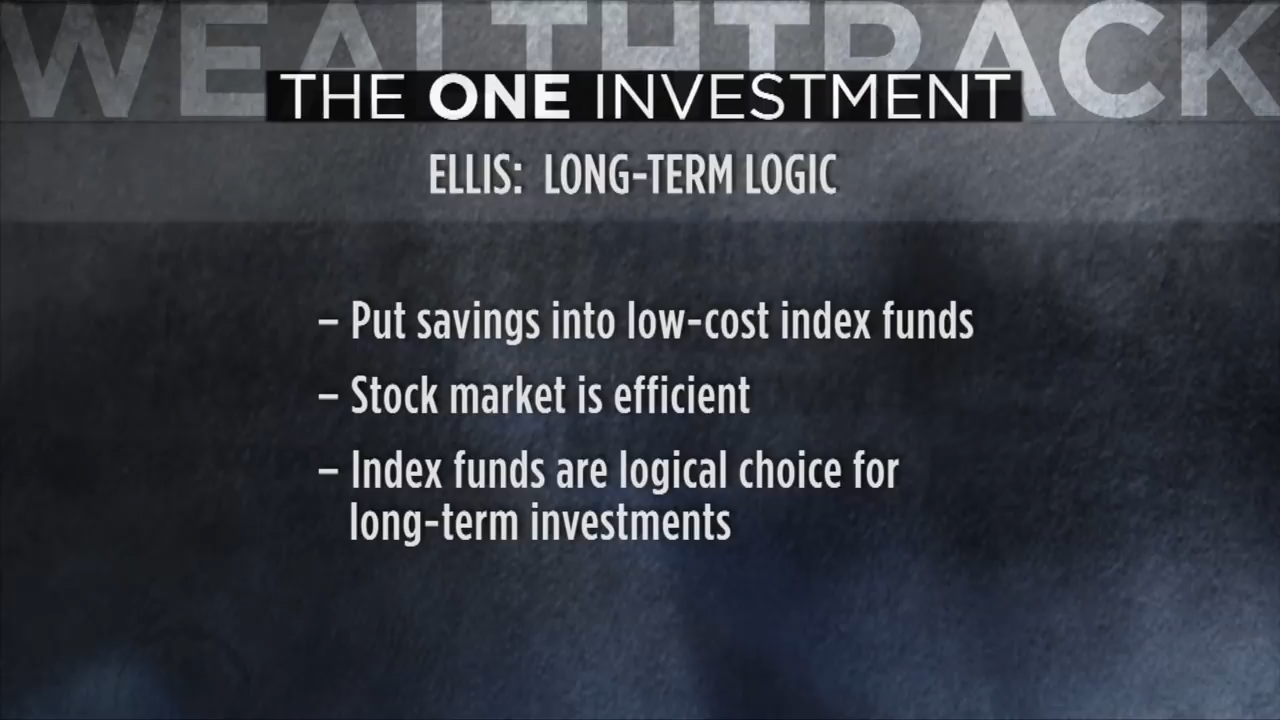 WEALTHTRACK
THE ONE INVESTMENT
ELLIS: LONG-TERM LOGIC
– Put savings into low-cost index funds
– Stock market is efficient
– Index funds are logical choice for
long-term investments